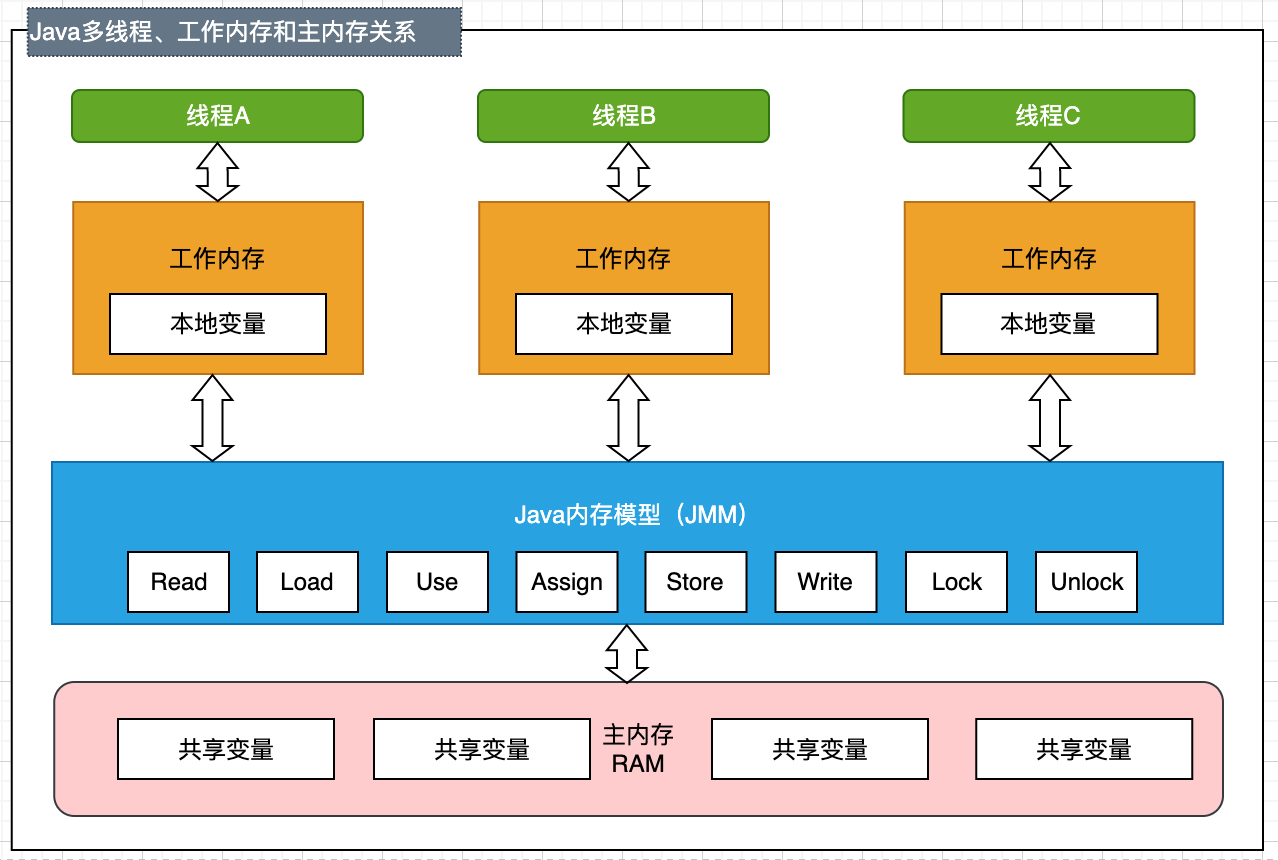 Java多线程、工作内存和主内存关系
线程A
线程B
线程C
工作内存
工作内存
工作内存
本地变量
本地变量
本地变量
Java内存模型（JMM）
Read
Load
Use
Assign
Store
Write
Lock
Unlock
共享变量
共享变量
主内存
RAM
共享变量
共享变量